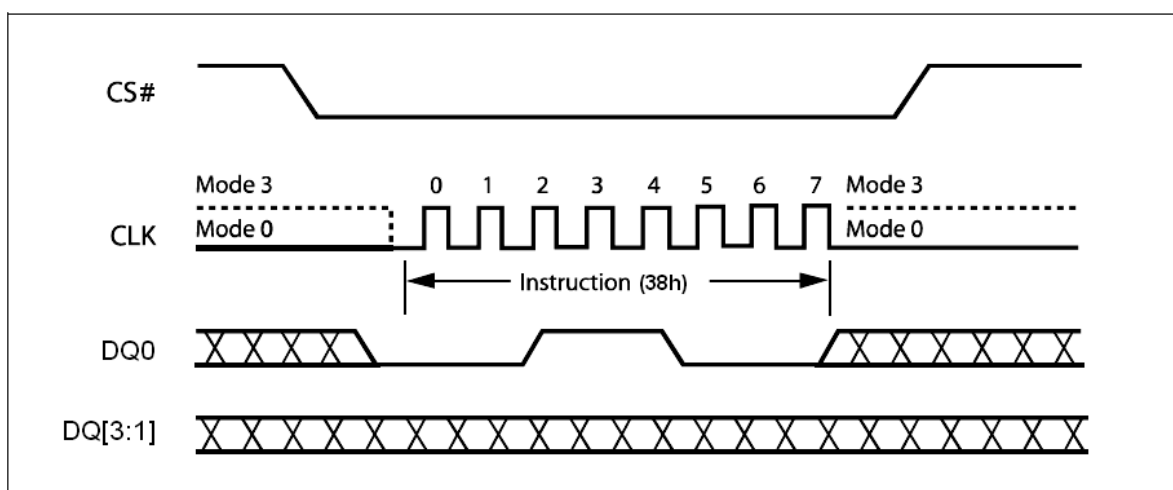 CS#
Mode 3 0 1 2 3 4 5 6 7 Mode 3
CLK Mode 0 Mode 0
Instruction (38h)
DQ0
DQ[3:1]